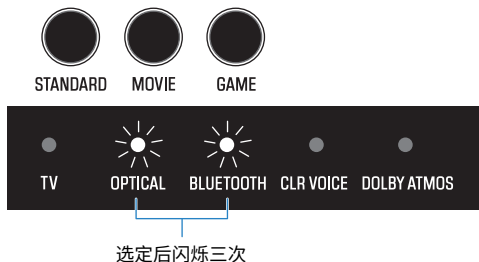 STANDARD MOVIE GAME
TV OPTICAL BLUETOOTH CLR VOICE DOLBY ATMOS
选定后闪烁三次